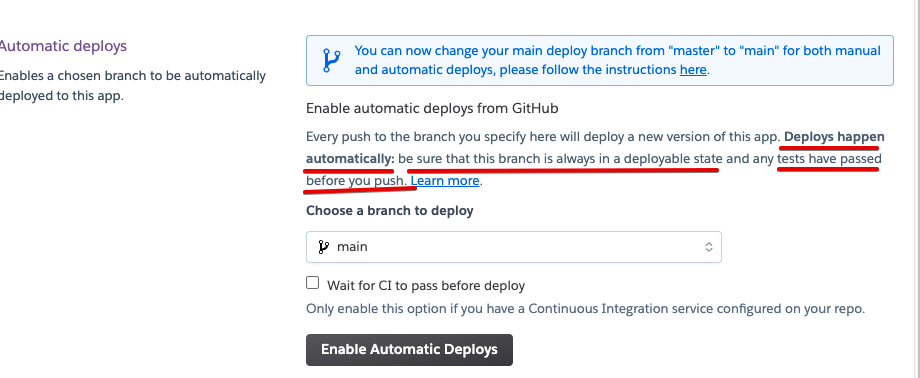 Automatic deploys
Enables a chosen branch to be automatically
deployed to this app.
You can now change your main deploy branch from "master" to "main" for both manual
and automatic deploys, please follow the instructions here.
Enable automatic deploys from GitHub
Every push to the branch you specify here will deploy a new version of this app. Deploys happen
automatically: be sure that this branch is always in a deployable state and any tests have passed
before you push. Learn more.
Choose a branch to deploy
main
Wait for CI to pass before deploy
Only enable this option if you have a Continuous Integration service configured on your repo.
Enable Automatic Deploys